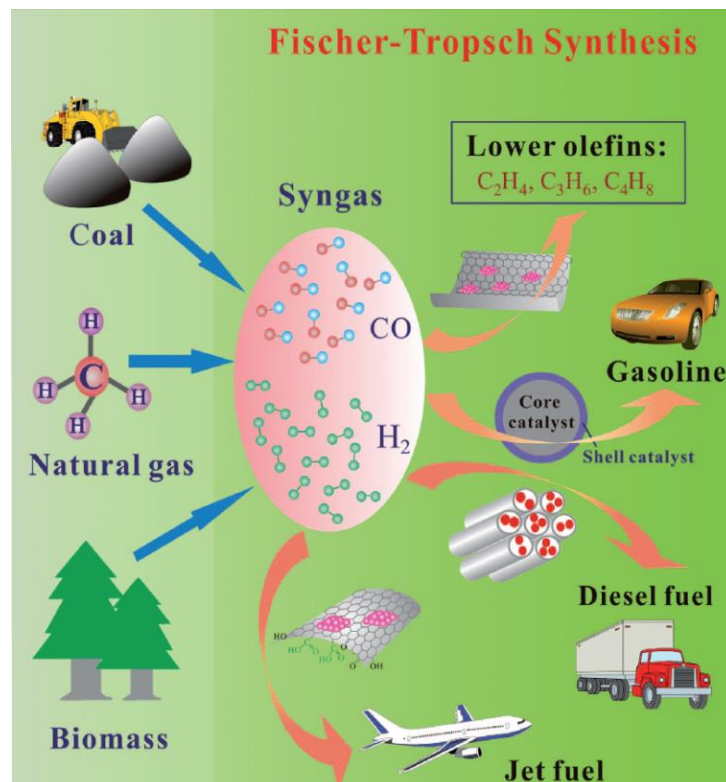 Fischer-Tropsch Synthesis
Coal
H
H
C
H
H
Natural gas
Biomass
Syngas
CO
H₂
Lower olefins:
C₂H₄, C₃H₆, C₄H₈
Gasoline
Core
catalyst
Shell catalyst
Diesel fuel
HO
HO
O
HO
O
O
O
OH
Jet fuel